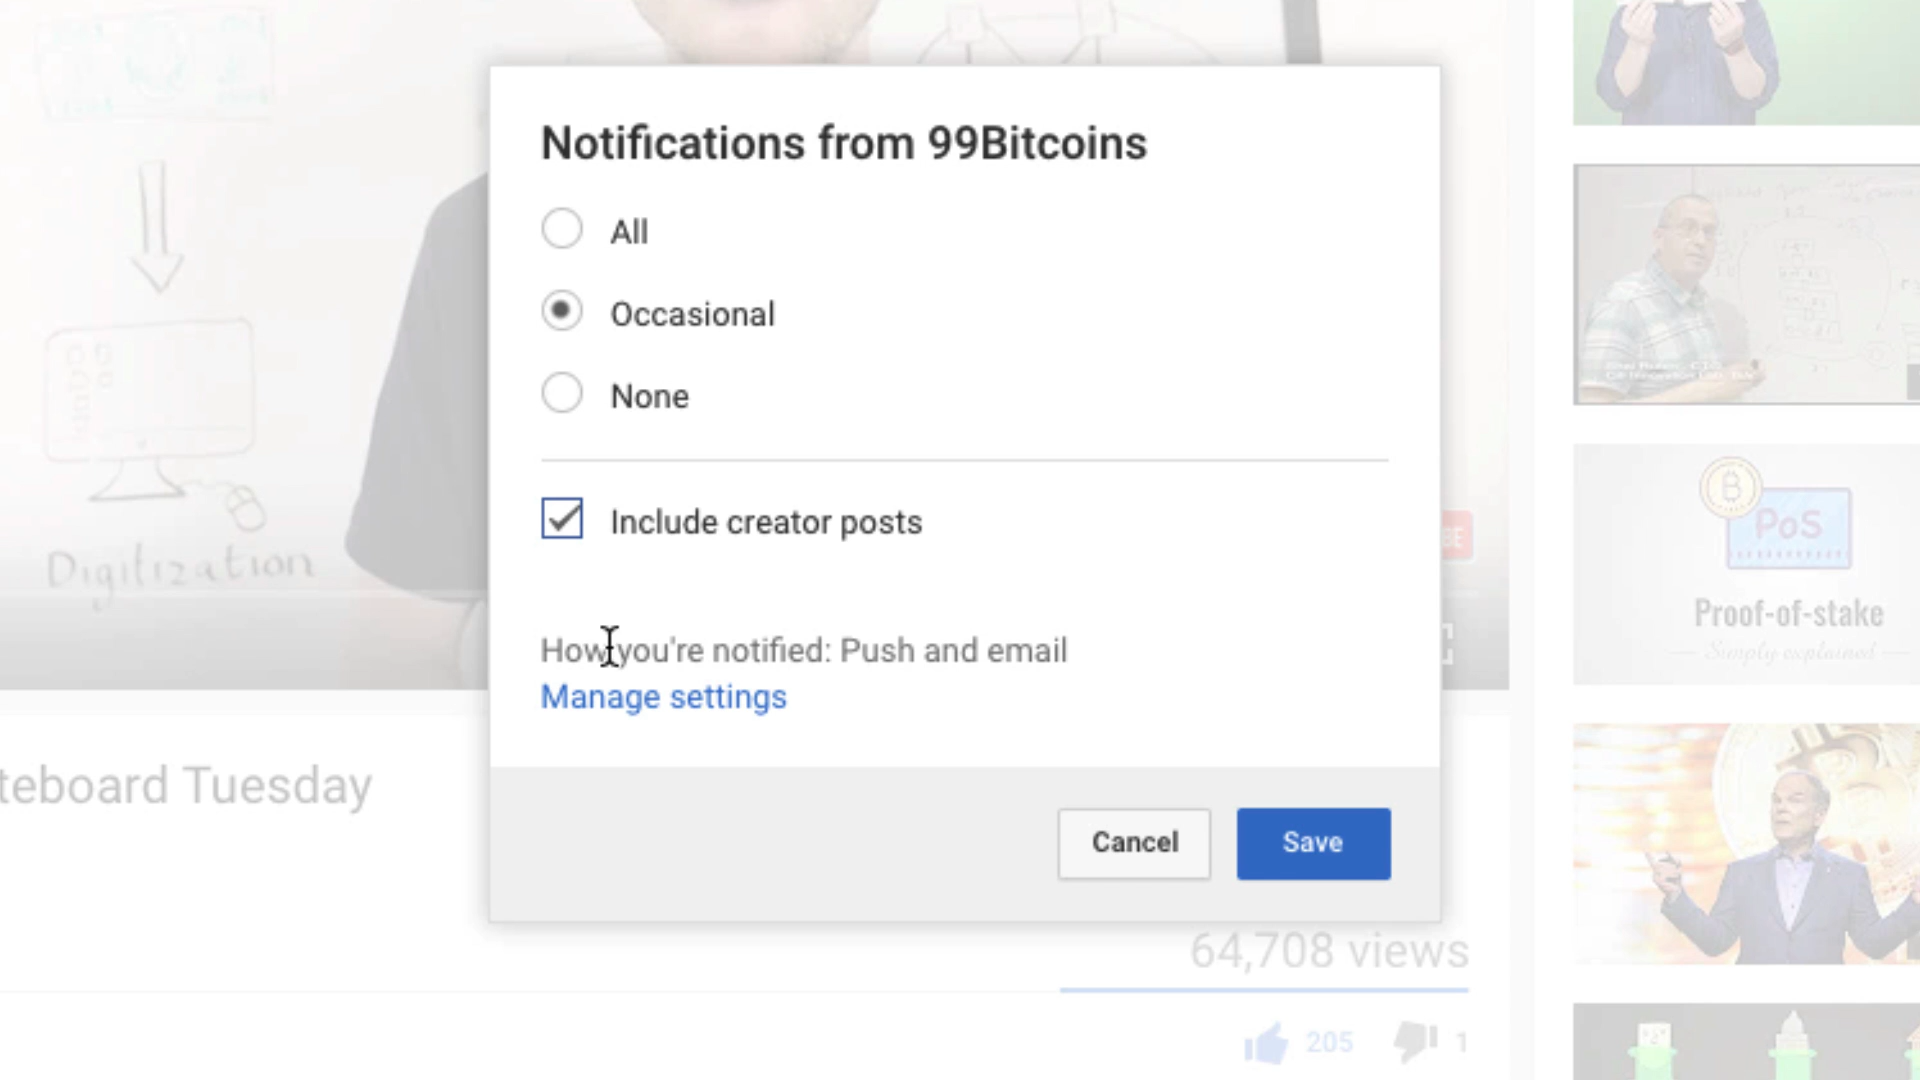 Notifications from 99Bitcoins
All
Occasional
None
Include creator posts
How you're notified: Push and email
Manage settings
Cancel
Save
Digitization
teboard Tuesday
64,708 views
205
1
BE
PoS
Proof-of-stake
Simply explained